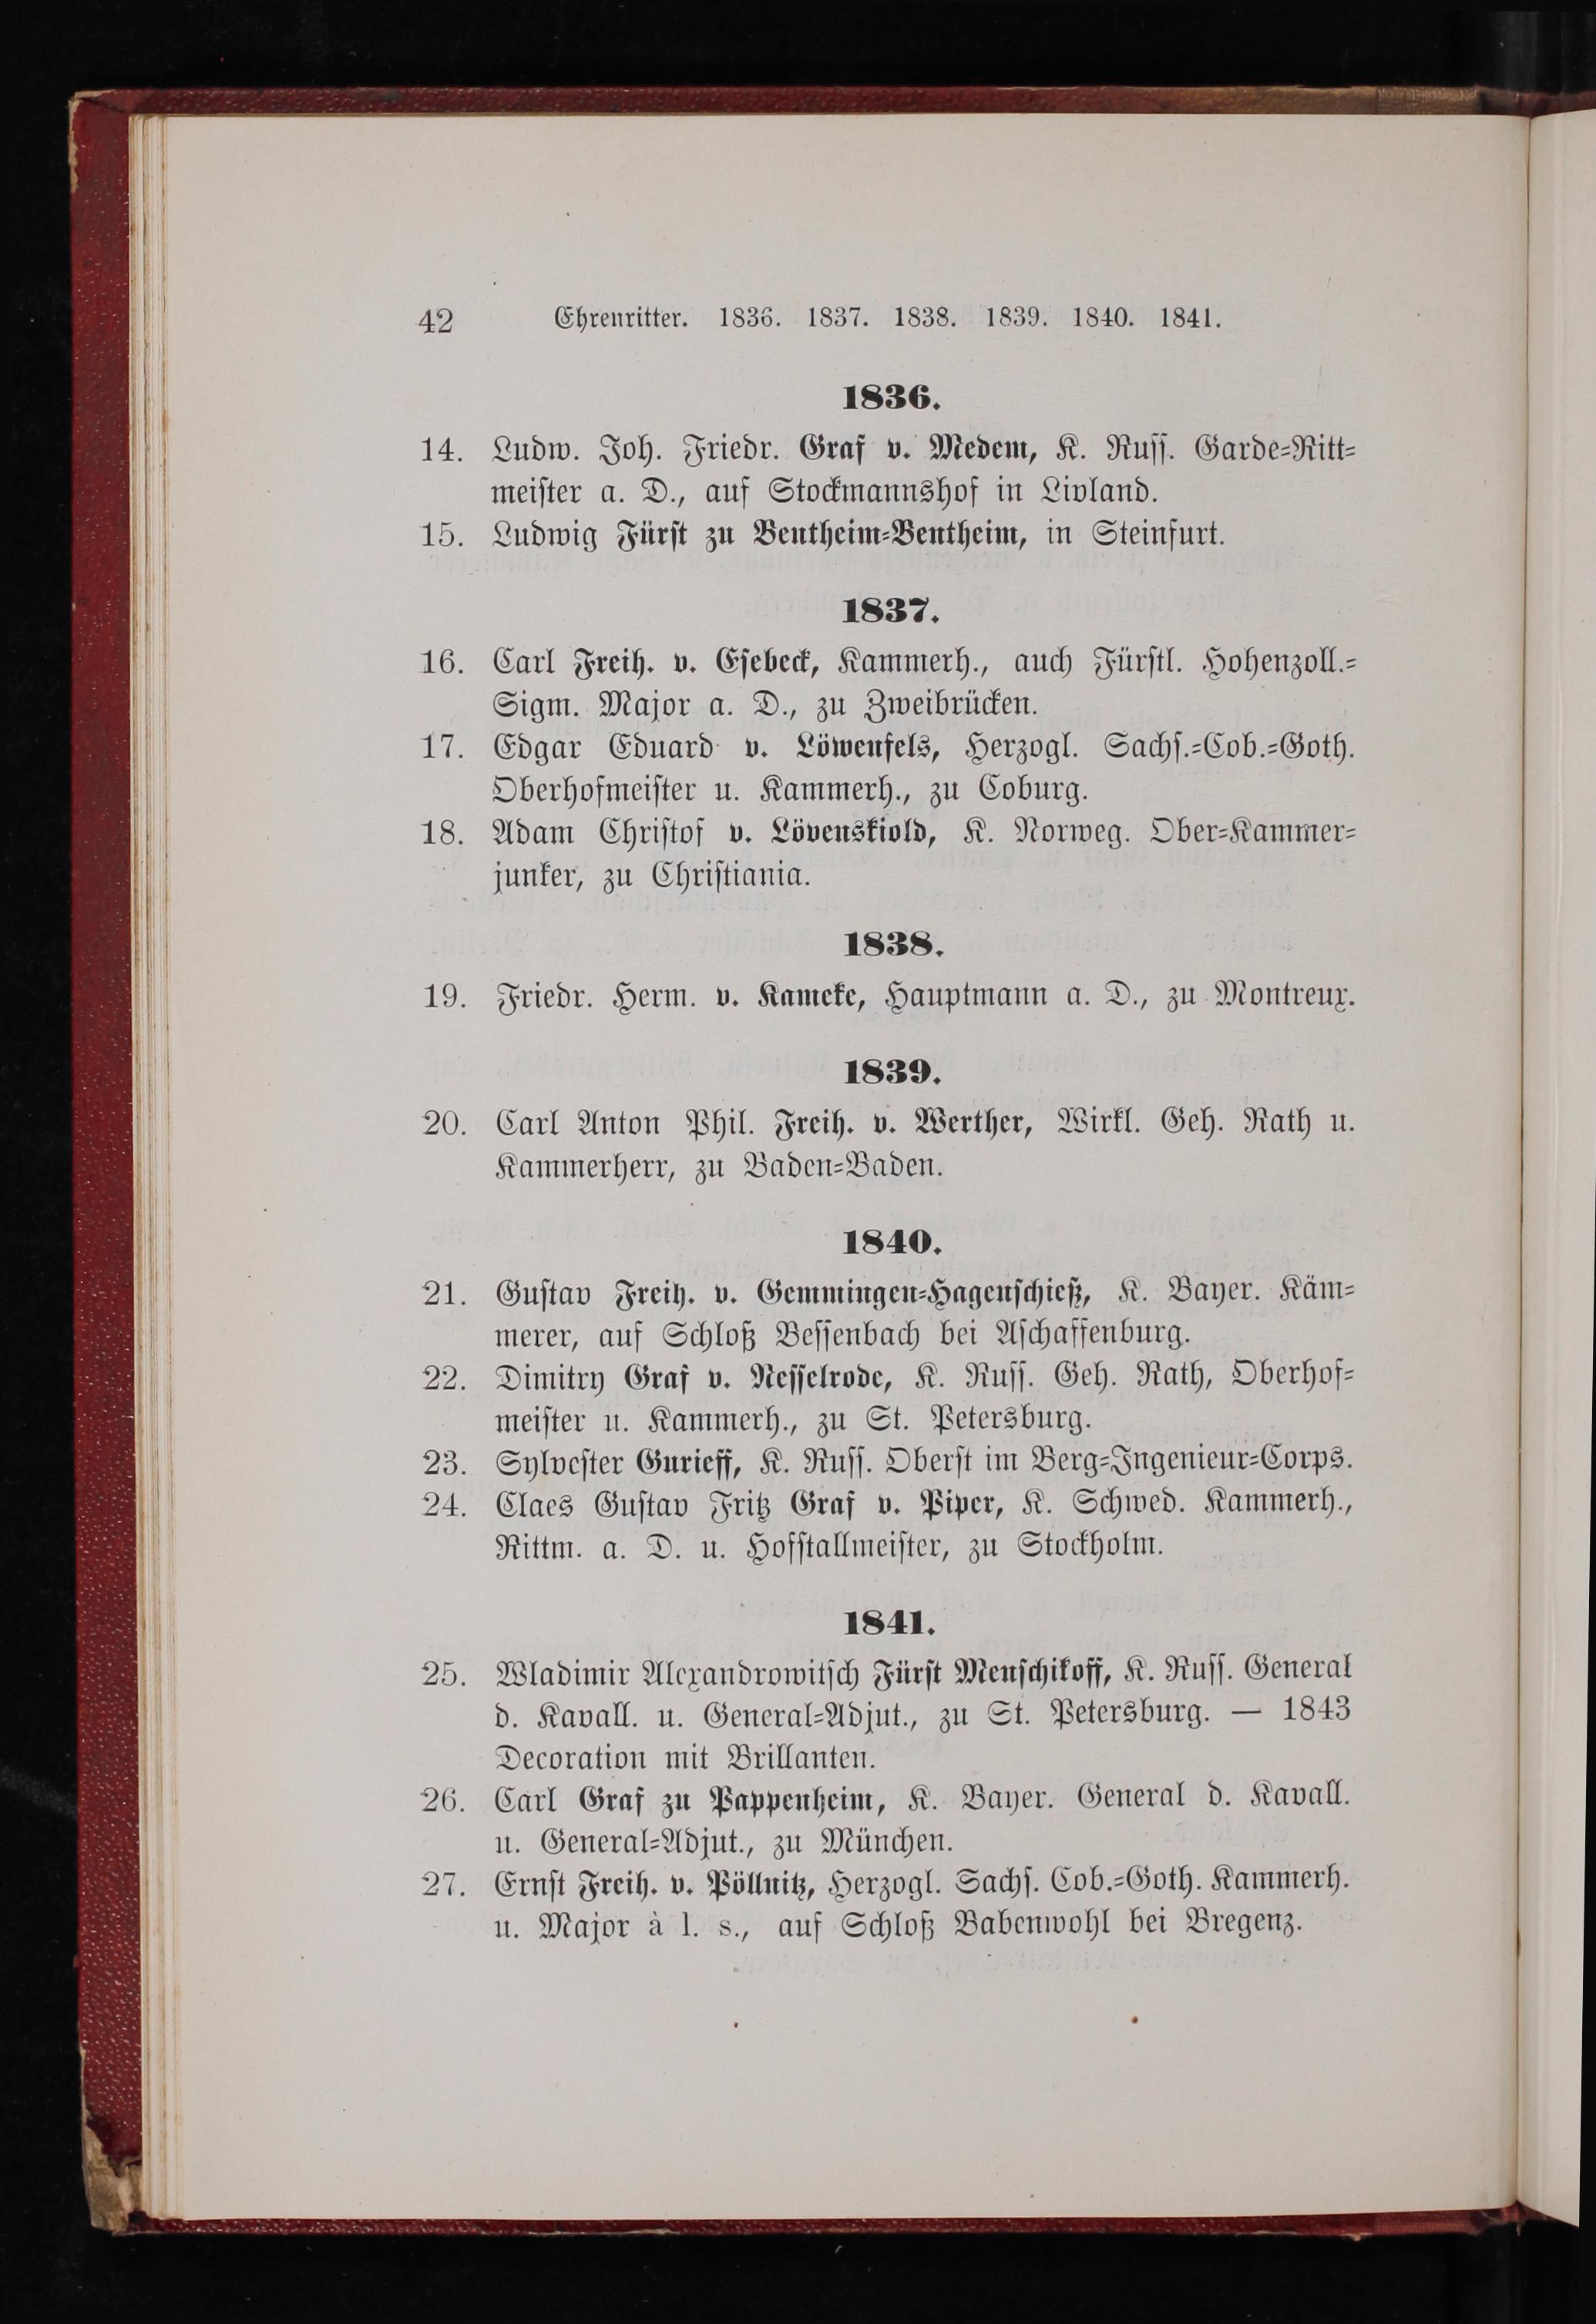 42 Ehrenritter. 1836. 1837. 1838. 1839. 1840. 1841.
1836.
14. Ludw. Joh. Friedr. Graf v. Medem, K. Russ. Garde-Ritt-
meister a. D., auf Stockmannshof in Livland.
15. Ludwig Fürst zu Bentheim-Bentheim, in Steinfurt.
1837.
16. Carl Freih. v. Esebeck, Kammerh., auch Fürstl. Hohenzoll.-
Sigm. Major a. D., zu Zweibrücken.
17. Edgar Eduard v. Löwenfels, Herzogl. Sachs.-Cob.-Goth.
Oberhofmeister u. Kammerh., zu Coburg.
18. Adam Christof v. Lövenskiold, K. Norweg. Ober-Kammer-
junker, zu Christiania.
1838.
19. Friedr. Herm. v. Kameke, Hauptmann a. D., zu Montreux.
1839.
20. Carl Anton Phil. Freih. v. Werther, Wirkl. Geh. Rath u.
Kammerherr, zu Baden-Baden.
1840.
21. Gustav Freih. v. Gemmingen-Hagenschieß, K. Bayer. Käm-
merer, auf Schloß Bessenbach bei Aschaffenburg.
22. Dimitry Graf v. Nesselrode, K. Russ. Geh. Rath, Oberhof-
meister u. Kammerh., zu St. Petersburg.
23. Sylvester Gurieff, K. Russ. Oberst im Berg-Ingenieur-Corps.
24. Claes Gustav Fritz Graf v. Piper, K. Schwed. Kammerh.,
Rittm. a. D. u. Hofstallmeister, zu Stockholm.
1841.
25. Wladimir Alexandrowitsch Fürst Menschikoff, K. Russ. General
d. Kavall. u. General-Adjut., zu St. Petersburg. — 1843
Decoration mit Brillanten.
26. Carl Graf zu Pappenheim, K. Bayer. General d. Kavall.
u. General-Adjut., zu München.
27. Ernst Freih. v. Pöllnitz, Herzogl. Sachs. Cob.-Goth. Kammerh.
u. Major à l. s., auf Schloß Babenwohl bei Bregenz.